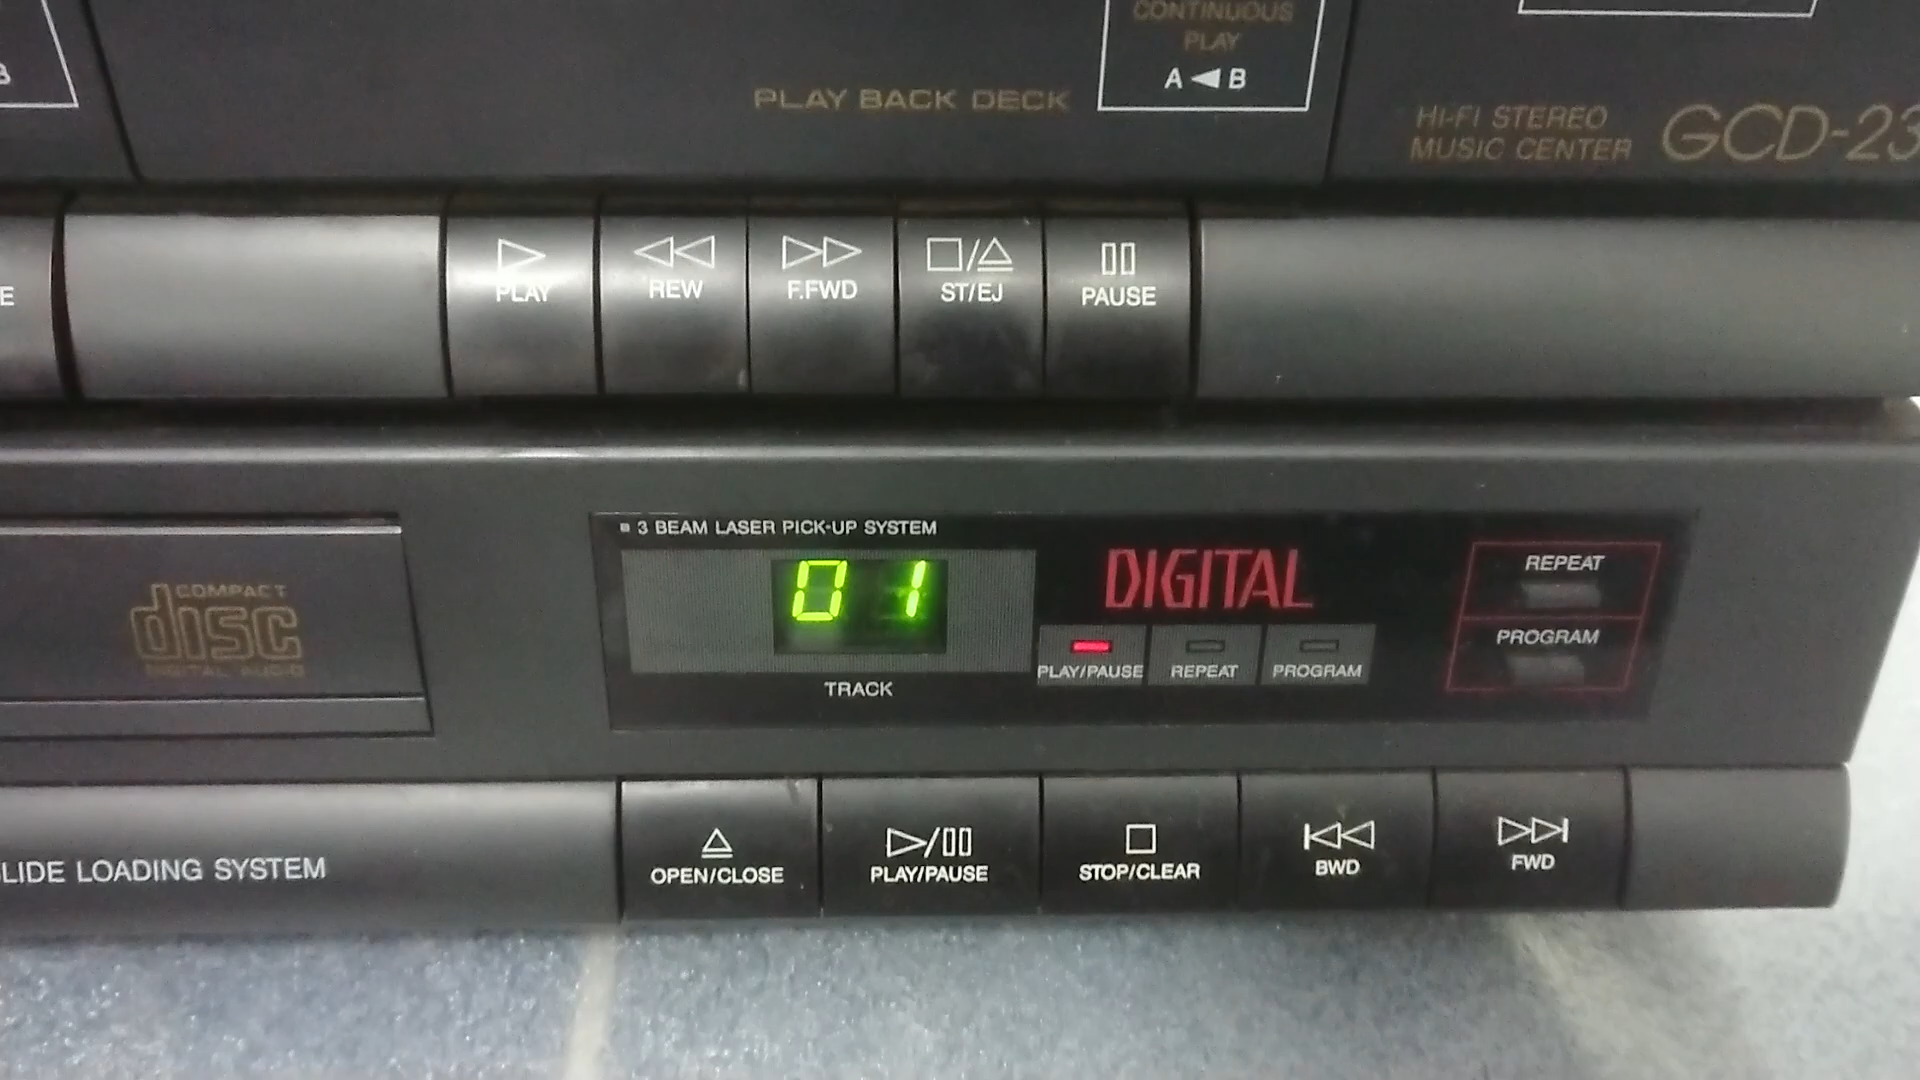 CONTINUOUS
PLAY
A ◀ B
B
PLAY BACK DECK
HI-FI STEREO
MUSIC CENTER
GCD-23
E
PLAY
REW
F.FWD
ST/EJ
PAUSE
3 BEAM LASER PICK-UP SYSTEM
01
TRACK
DIGITAL
PLAY/PAUSE
REPEAT
PROGRAM
REPEAT
PROGRAM
COMPACT
disc
DIGITAL AUDIO
LIDE LOADING SYSTEM
OPEN/CLOSE
PLAY/PAUSE
STOP/CLEAR
BWD
FWD